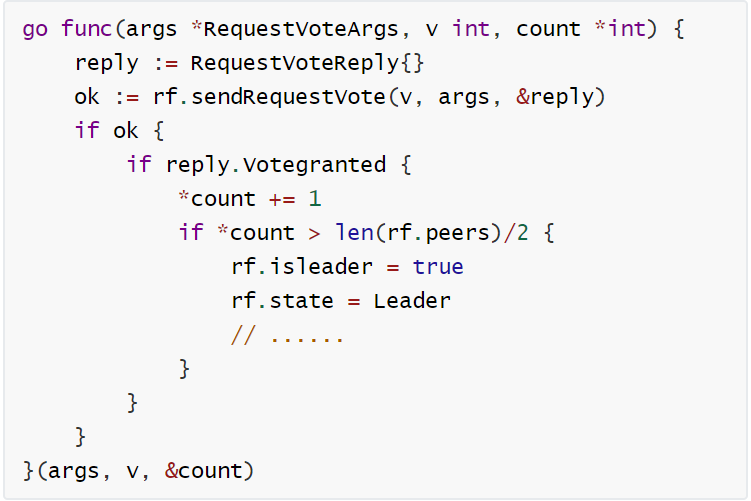 go func(args *RequestVoteArgs, v int, count *int) {
    reply := RequestVoteReply{}
    ok := rf.sendRequestVote(v, args, &reply)
    if ok {
        if reply.Votegranted {
            *count += 1
            if *count > len(rf.peers)/2 {
                rf.isleader = true
                rf.state = Leader
                // ......
            }
        }
    }
}(args, v, &count)